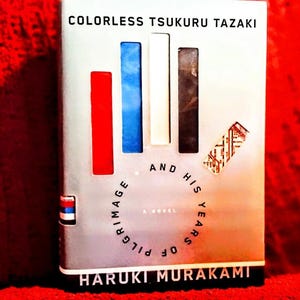 COLORLESS TSUKURU TAZAKI
AND HIS YEARS OF PILGRIMAGE
A NOVEL
HARUKI MURAKAMI